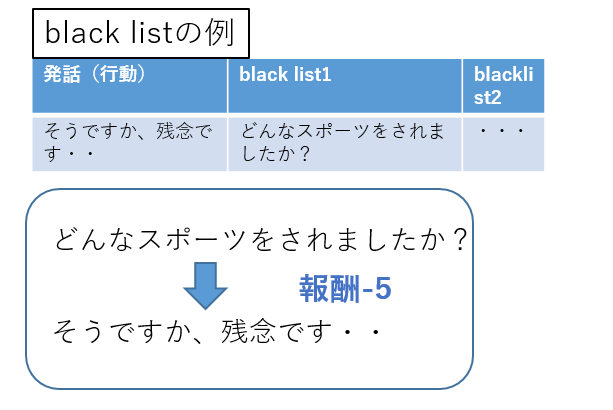 black listの例
発話（行動）
black list1
blackli
st2
そうですか、残念で
す・・
どんなスポーツをされま
したか？
・・・
どんなスポーツをされましたか？
報酬-5
そうですか、残念です・・